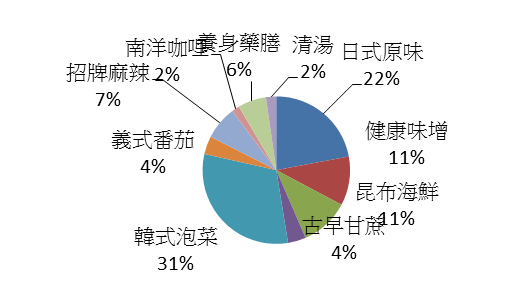 南洋咖哩
2%
養身藥膳
6%
清湯
2%
日式原味
22%
招牌麻辣
7%
健康味增
11%
義式番茄
4%
昆布海鮮
11%
古早甘蔗
4%
韓式泡菜
31%